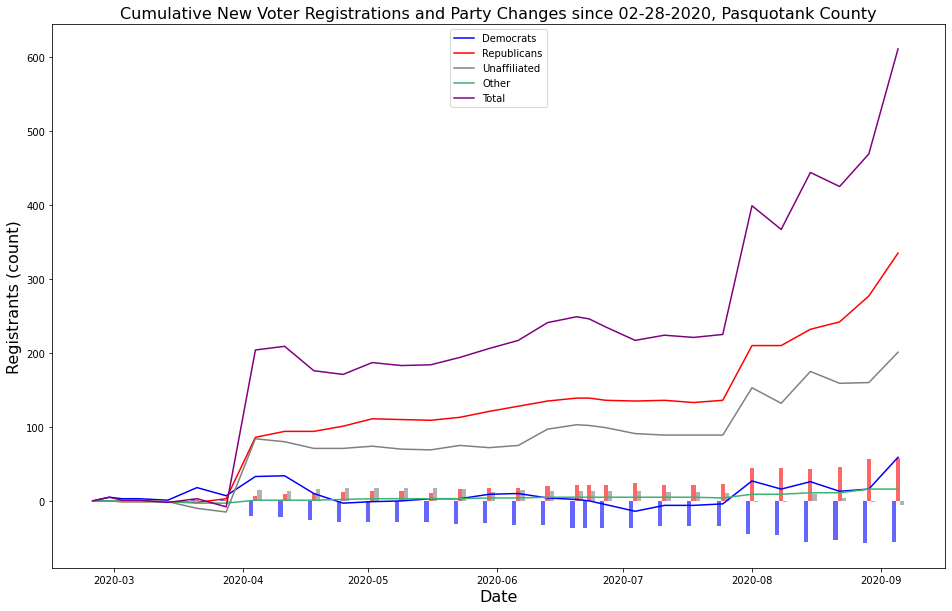 Cumulative New Voter Registrations and Party Changes since 02-28-2020, Pasquotank County
Democrats
Republicans
Unaffiliated
Other
Total
Registrants (count)
600
500
400
300
200
100
0
2020-03
2020-04
2020-05
2020-06
2020-07
2020-08
2020-09
Date